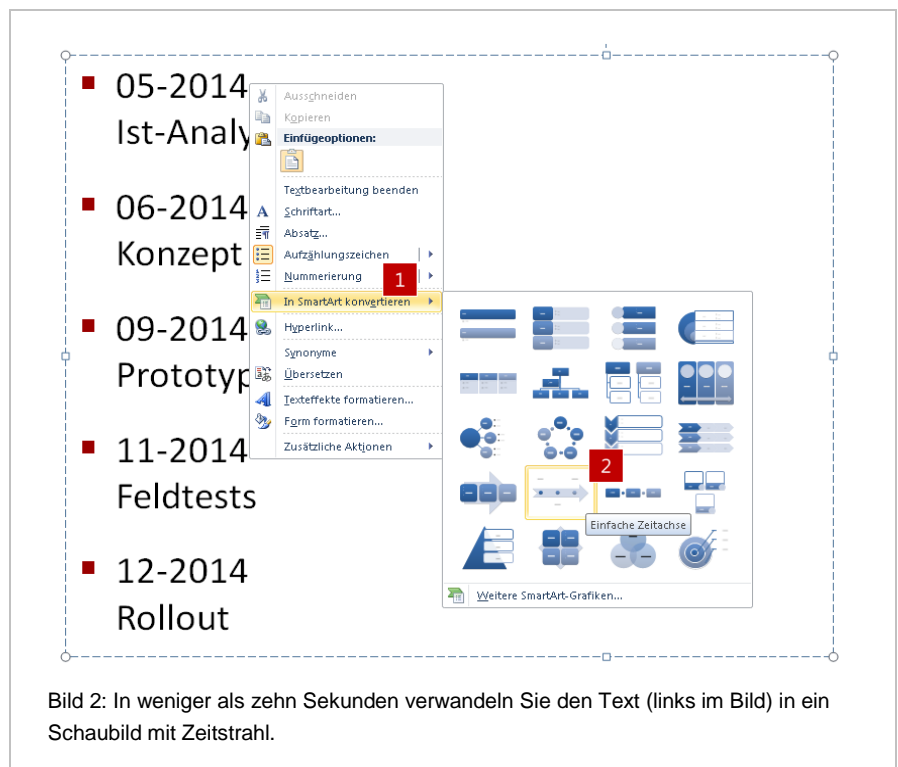 05-2014
Ist-Analy
06-2014
Konzept
09-2014
Prototyp
11-2014
Feldtests
12-2014
Rollout
Ausschneiden
Kopieren
Einfügeoptionen:
Textbearbeitung beenden
Schriftart...
Absatz...
Aufzählungszeichen
Nummerierung
1
In SmartArt konvertieren
Hyperlink...
Synonyme
Übersetzen
Texteffekte formatieren...
Form formatieren...
Zusätzliche Aktionen
2
Einfache Zeitachse
Weitere SmartArt-Grafiken...
Bild 2: In weniger als zehn Sekunden verwandeln Sie den Text (links im Bild) in ein
Schaubild mit Zeitstrahl.